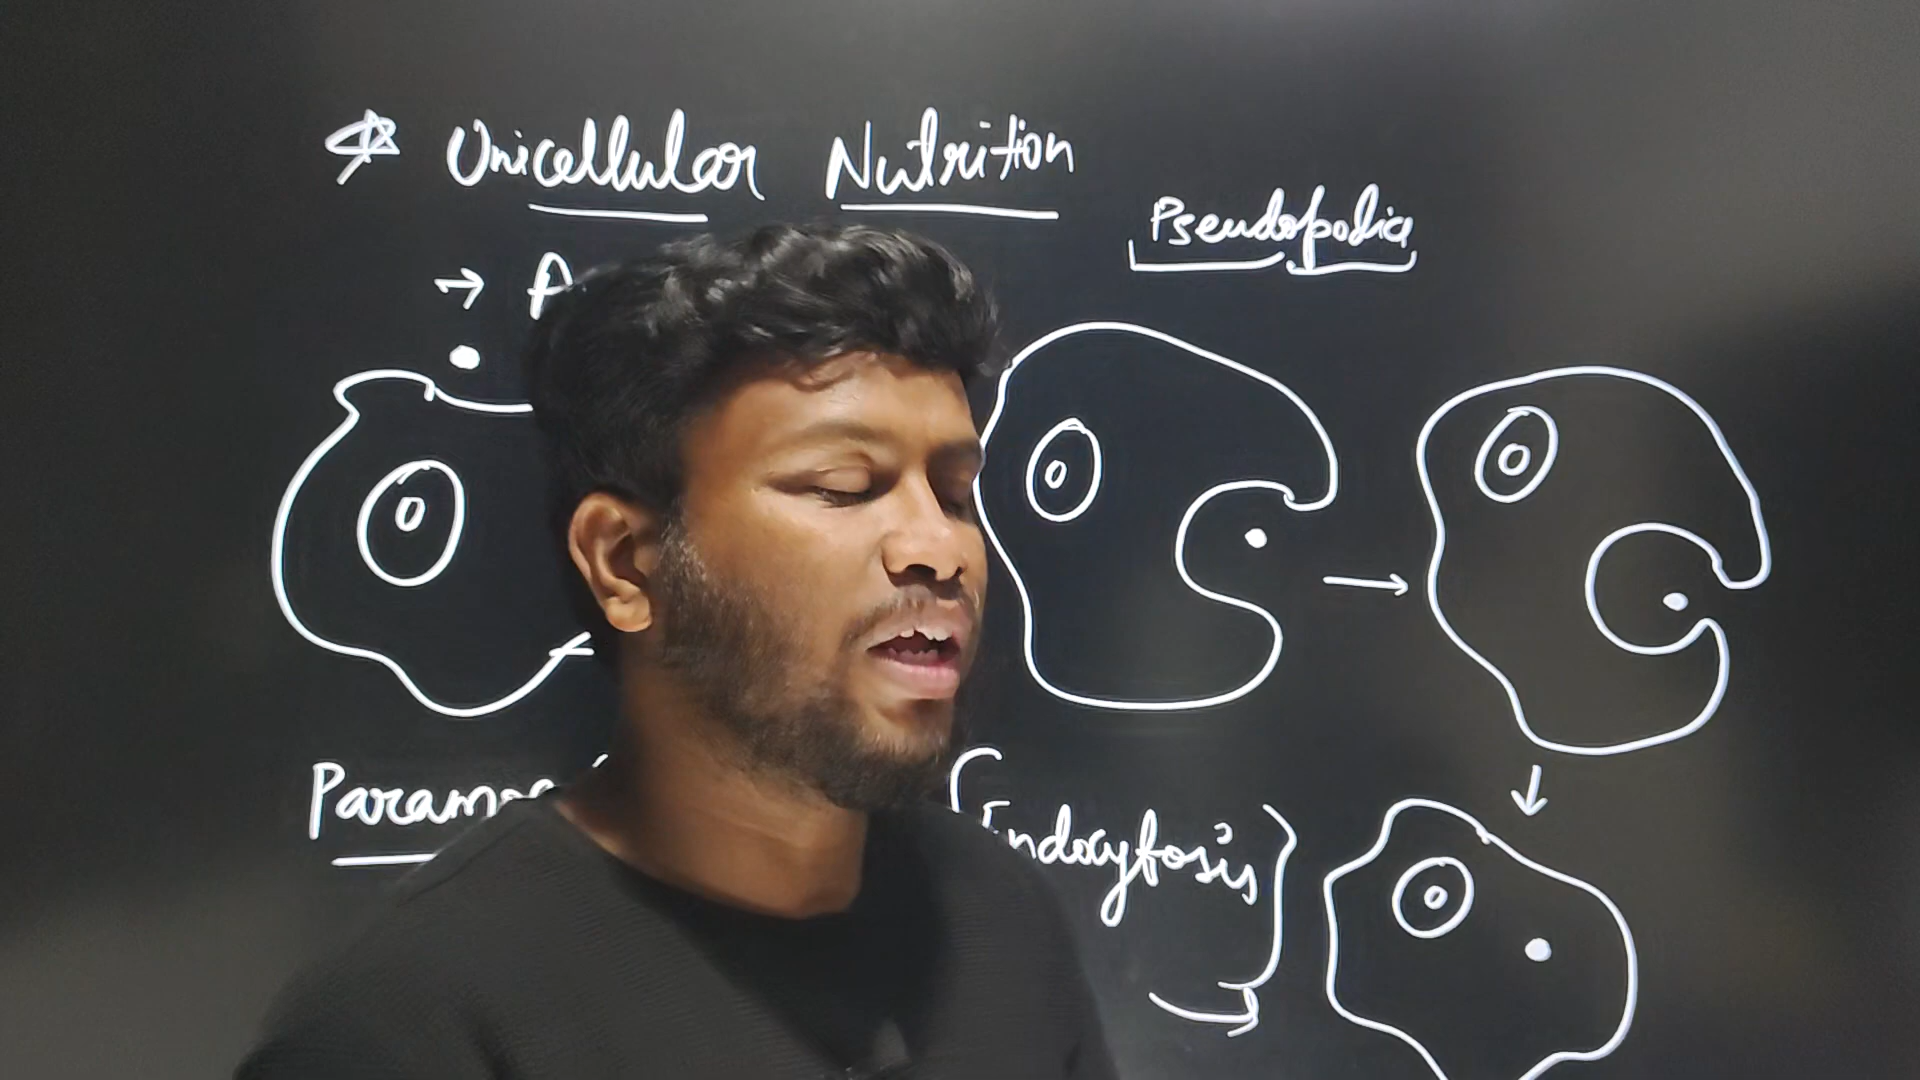 Unicellular Nutrition
Pseudopodia
→ A
Endocytosis